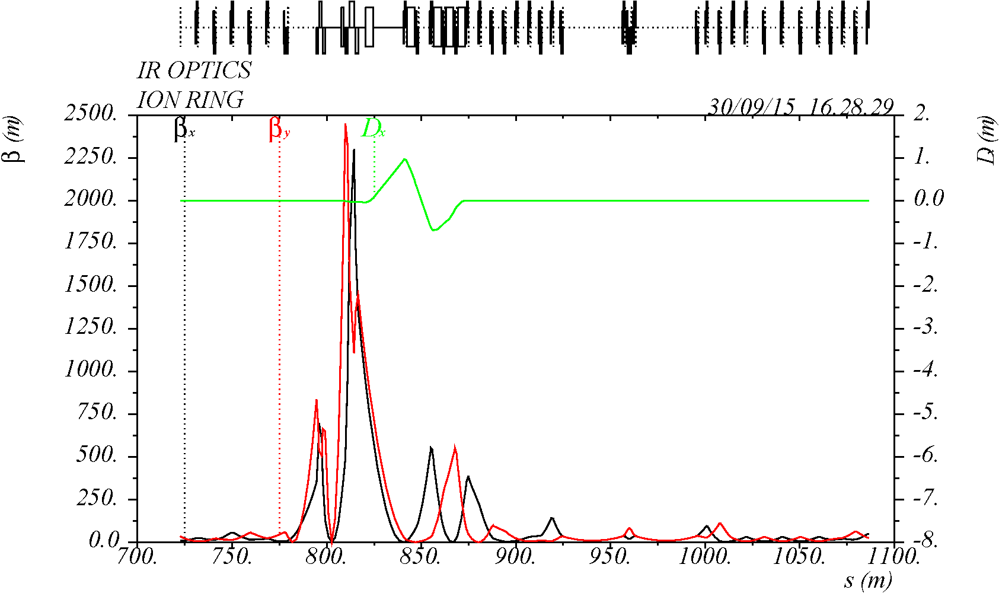 IR OPTICS
ION RING
30/09/15 16.28.29
β (m)
D (m)
βx
βy
Dx
2500.
2250.
2000.
1750.
1500.
1250.
1000.
750.
500.
250.
0.0
2.
1.
0.0
-1.
-2.
-3.
-4.
-5.
-6.
-7.
-8.
700. 750. 800. 850. 900. 950. 1000. 1050. 1100.
s (m)